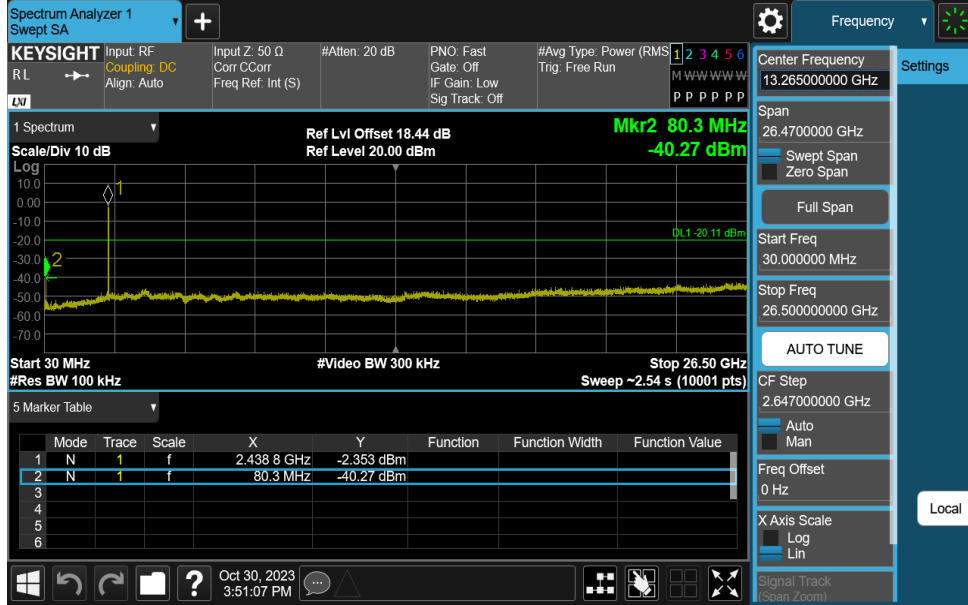 Spectrum Analyzer 1
Swept SA
+
Frequency
KEYSIGHT
RL
LXI
Input: RF
Coupling: DC
Align: Auto
Input Z: 50 Ω
Corr CCorr
Freq Ref: Int (S)
#Atten: 20 dB
PNO: Fast
Gate: Off
IF Gain: Low
Sig Track: Off
#Avg Type: Power (RMS
Trig: Free Run
1 2 3 4 5 6
M W W W W W
P P P P P P
1 Spectrum
Scale/Div 10 dB
Ref Lvl Offset 18.44 dB
Ref Level 20.00 dBm
Mkr2 80.3 MHz
-40.27 dBm
Log
10.0
0.00
-10.0
-20.0
-30.0
-40.0
-50.0
-60.0
-70.0
1
2
DL1 -20.11 dBm
Start 30 MHz
#Video BW 300 kHz
Stop 26.50 GHz
#Res BW 100 kHz
Sweep ~2.54 s (10001 pts)
5 Marker Table
Mode Trace Scale X Y Function Function Width Function Value
1 N 1 f 2.438 8 GHz -2.353 dBm
2 N 1 f 80.3 MHz -40.27 dBm
3
4
5
6
?
Oct 30, 2023
3:51:07 PM
Center Frequency
13.265000000 GHz
Span
26.4700000 GHz
Swept Span
Zero Span
Full Span
Start Freq
30.000000 MHz
Stop Freq
26.500000000 GHz
AUTO TUNE
CF Step
2.647000000 GHz
Auto
Man
Freq Offset
0 Hz
X Axis Scale
Log
Lin
Signal Track
(Span Zoom)
Settings
Local